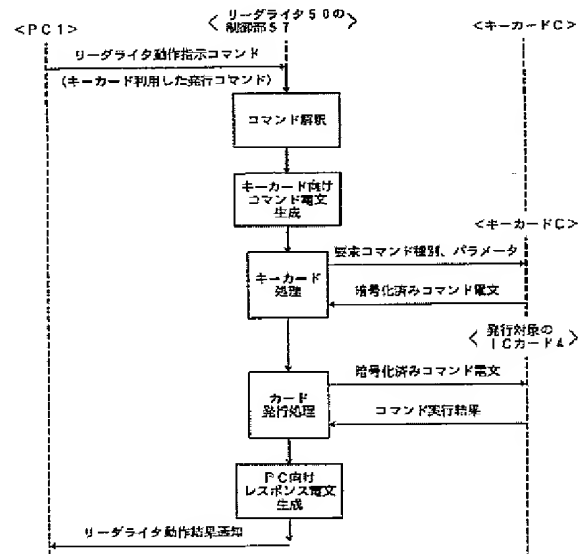 <PC1>
<リーダライタ50の
制御部57>
<キーカードC>
リーダライタ動作指示コマンド
(キーカード利用した発行コマンド)
コマンド解釈
キーカード向け
コマンド電文
生成
<キーカードC>
キーカード
処理
要求コマンド種別、パラメータ
暗号化済みコマンド電文
<発行対象の
ICカード4>
カード
発行処理
暗号化済みコマンド電文
コマンド実行結果
PC向け
レスポンス電文
生成
リーダライタ動作結果通知